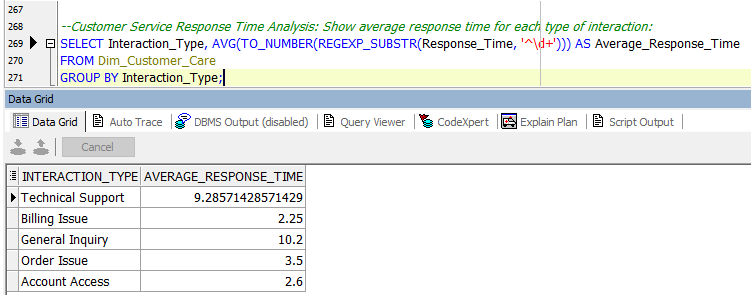 267
268 --Customer Service Response Time Analysis: Show average response time for each type of interaction:
269 SELECT Interaction_Type, AVG(TO_NUMBER(REGEXP_SUBSTR(Response_Time, '^\d+'))) AS Average_Response_Time
270 FROM Dim_Customer_Care
271 GROUP BY Interaction_Type;
Data Grid
Data Grid Auto Trace DBMS Output (disabled) Query Viewer CodeXpert Explain Plan Script Output
Cancel
INTERACTION_TYPE AVERAGE_RESPONSE_TIME
Technical Support 9.28571428571429
Billing Issue 2.25
General Inquiry 10.2
Order Issue 3.5
Account Access 2.6